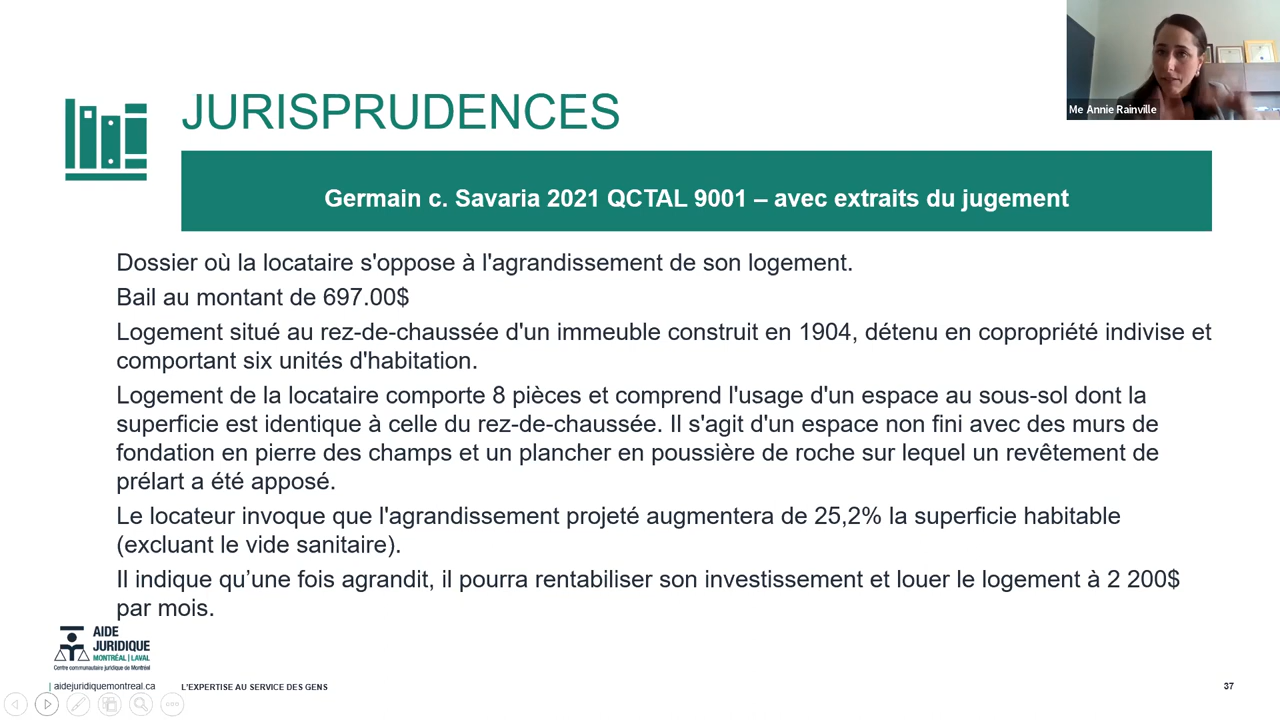 Me Annie Rainville
JURISPRUDENCES
Germain c. Savaria 2021 QCTAL 9001 – avec extraits du jugement
Dossier où la locataire s'oppose à l'agrandissement de son logement.
Bail au montant de 697.00$
Logement situé au rez-de-chaussée d'un immeuble construit en 1904, détenu en copropriété indivise et
comportant six unités d'habitation.
Logement de la locataire comporte 8 pièces et comprend l'usage d'un espace au sous-sol dont la
superficie est identique à celle du rez-de-chaussée. Il s'agit d'un espace non fini avec des murs de
fondation en pierre des champs et un plancher en poussière de roche sur lequel un revêtement de
prélart a été apposé.
Le locateur invoque que l'agrandissement projeté augmentera de 25,2% la superficie habitable
(excluant le vide sanitaire).
Il indique qu’une fois agrandit, il pourra rentabiliser son investissement et louer le logement à 2 200$
par mois.
AIDE
JURIDIQUE
MONTRÉAL | LAVAL
Centre communautaire juridique de Montréal
| aidejuridiquemontreal.ca
L'EXPERTISE AU SERVICE DES GENS
37